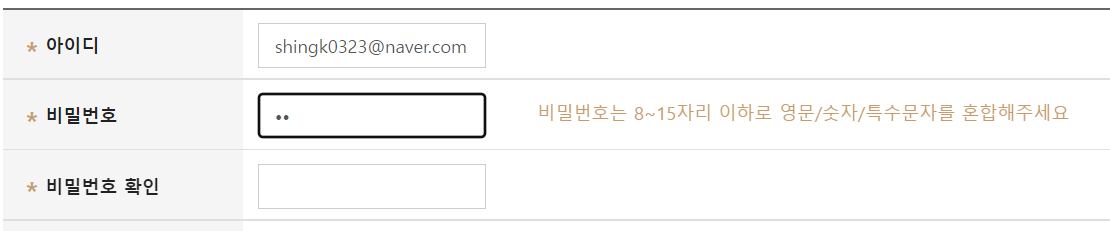 * 아이디 shingk0323@naver.com
* 비밀번호 •• 비밀번호는 8~15자리 이하로 영문/숫자/특수문자를 혼합해주세요
* 비밀번호 확인